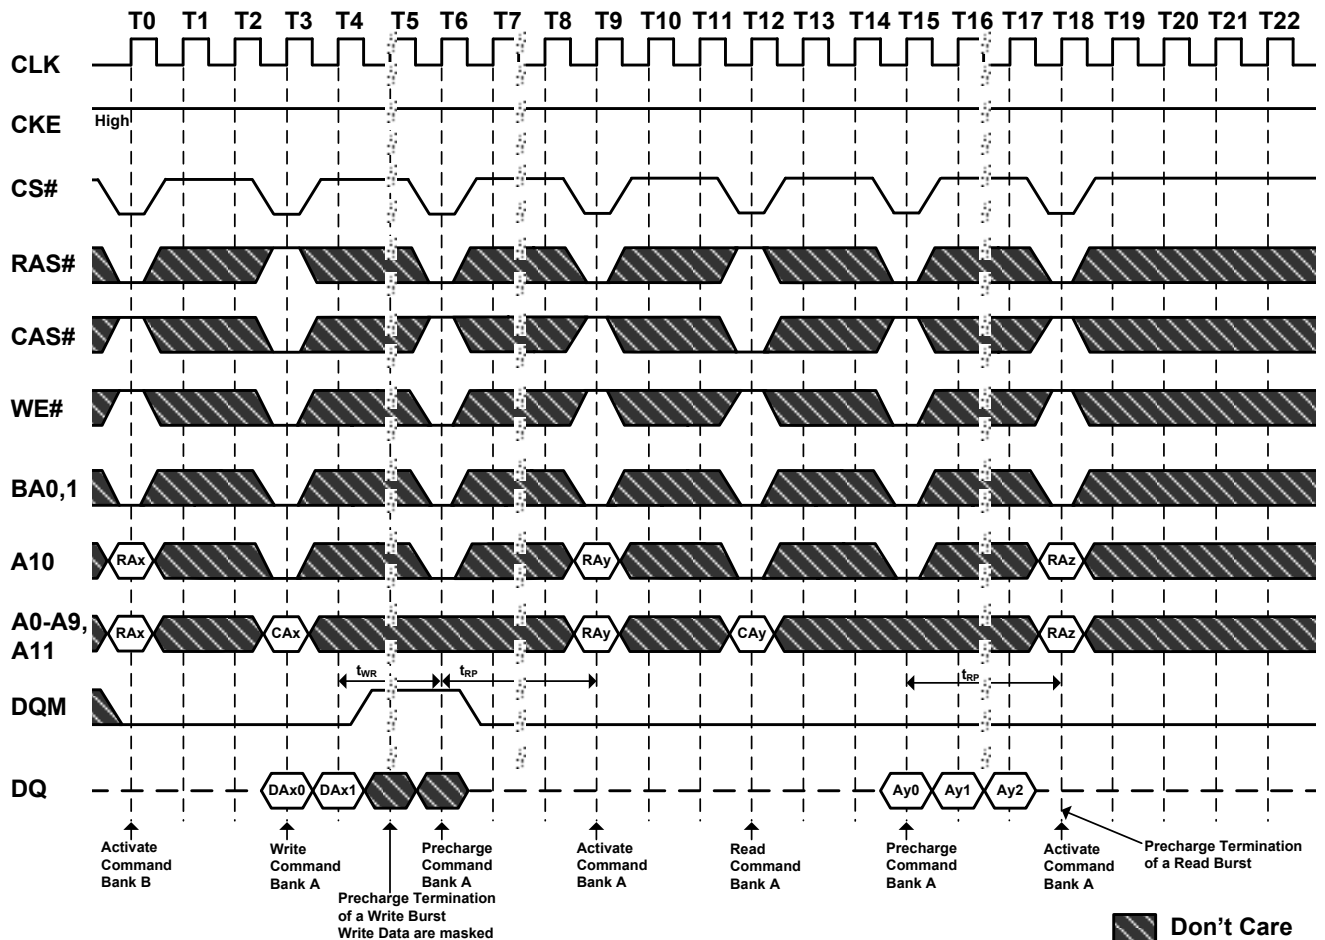 T0 T1 T2 T3 T4 T5 T6 T7 T8 T9 T10 T11 T12 T13 T14 T15 T16 T17 T18 T19 T20 T21 T22
CLK
CKE
High
CS#
RAS#
CAS#
WE#
BA0,1
A10
RAx RAy RAz
A0-A9,
A11
RAx CAx RAy CAy RAz
tWR tRP tRP
DQM
DQ
DAx0 DAx1 Ay0 Ay1 Ay2
Activate
Command
Bank B
Write
Command
Bank A
Precharge Termination
of a Write Burst
Write Data are masked
Precharge
Command
Bank A
Activate
Command
Bank A
Read
Command
Bank A
Precharge
Command
Bank A
Activate
Command
Bank A
Precharge Termination
of a Read Burst
Don't Care